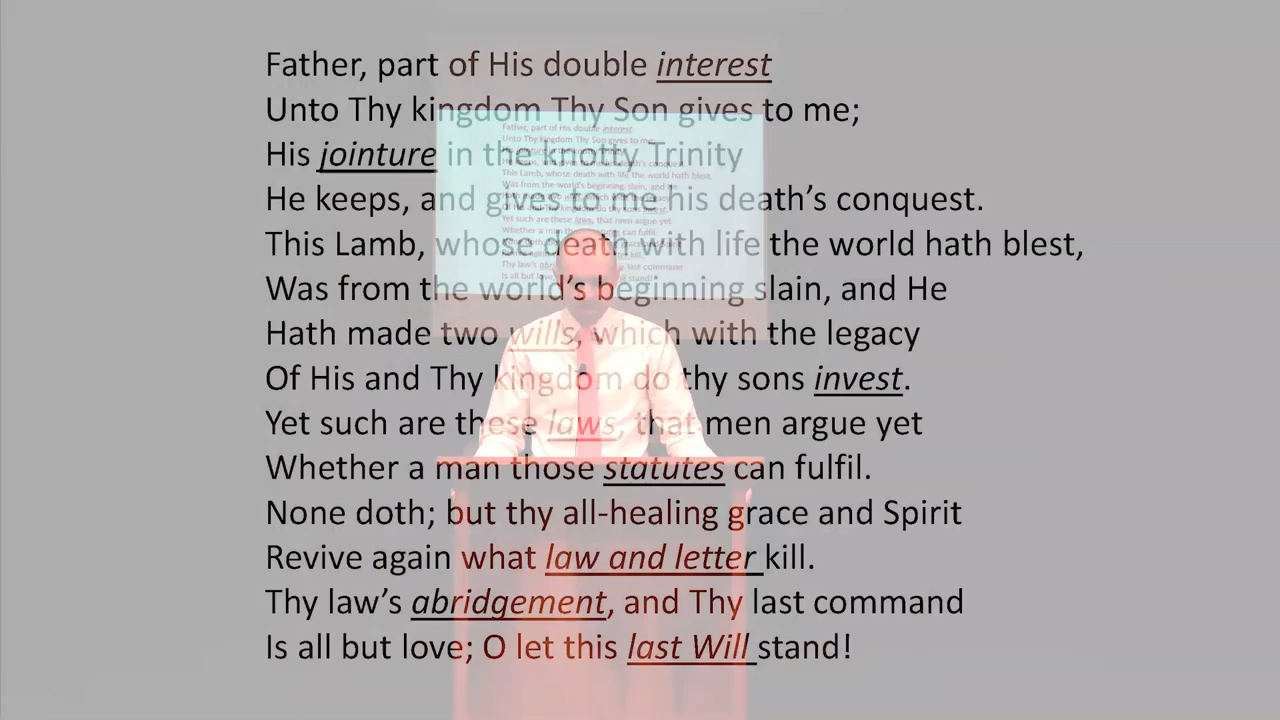 Father, part of His double interest
Unto Thy kingdom Thy Son gives to me;
His jointure in the knotty Trinity
He keeps, and gives to me his death’s conquest.
This Lamb, whose death with life the world hath blest,
Was from the world’s beginning slain, and He
Hath made two wills, which with the legacy
Of His and Thy kingdom do thy sons invest.
Yet such are these laws, that men argue yet
Whether a man those statutes can fulfil.
None doth; but thy all-healing grace and Spirit
Revive again what law and letter kill.
Thy law’s abridgement, and Thy last command
Is all but love; O let this last Will stand!